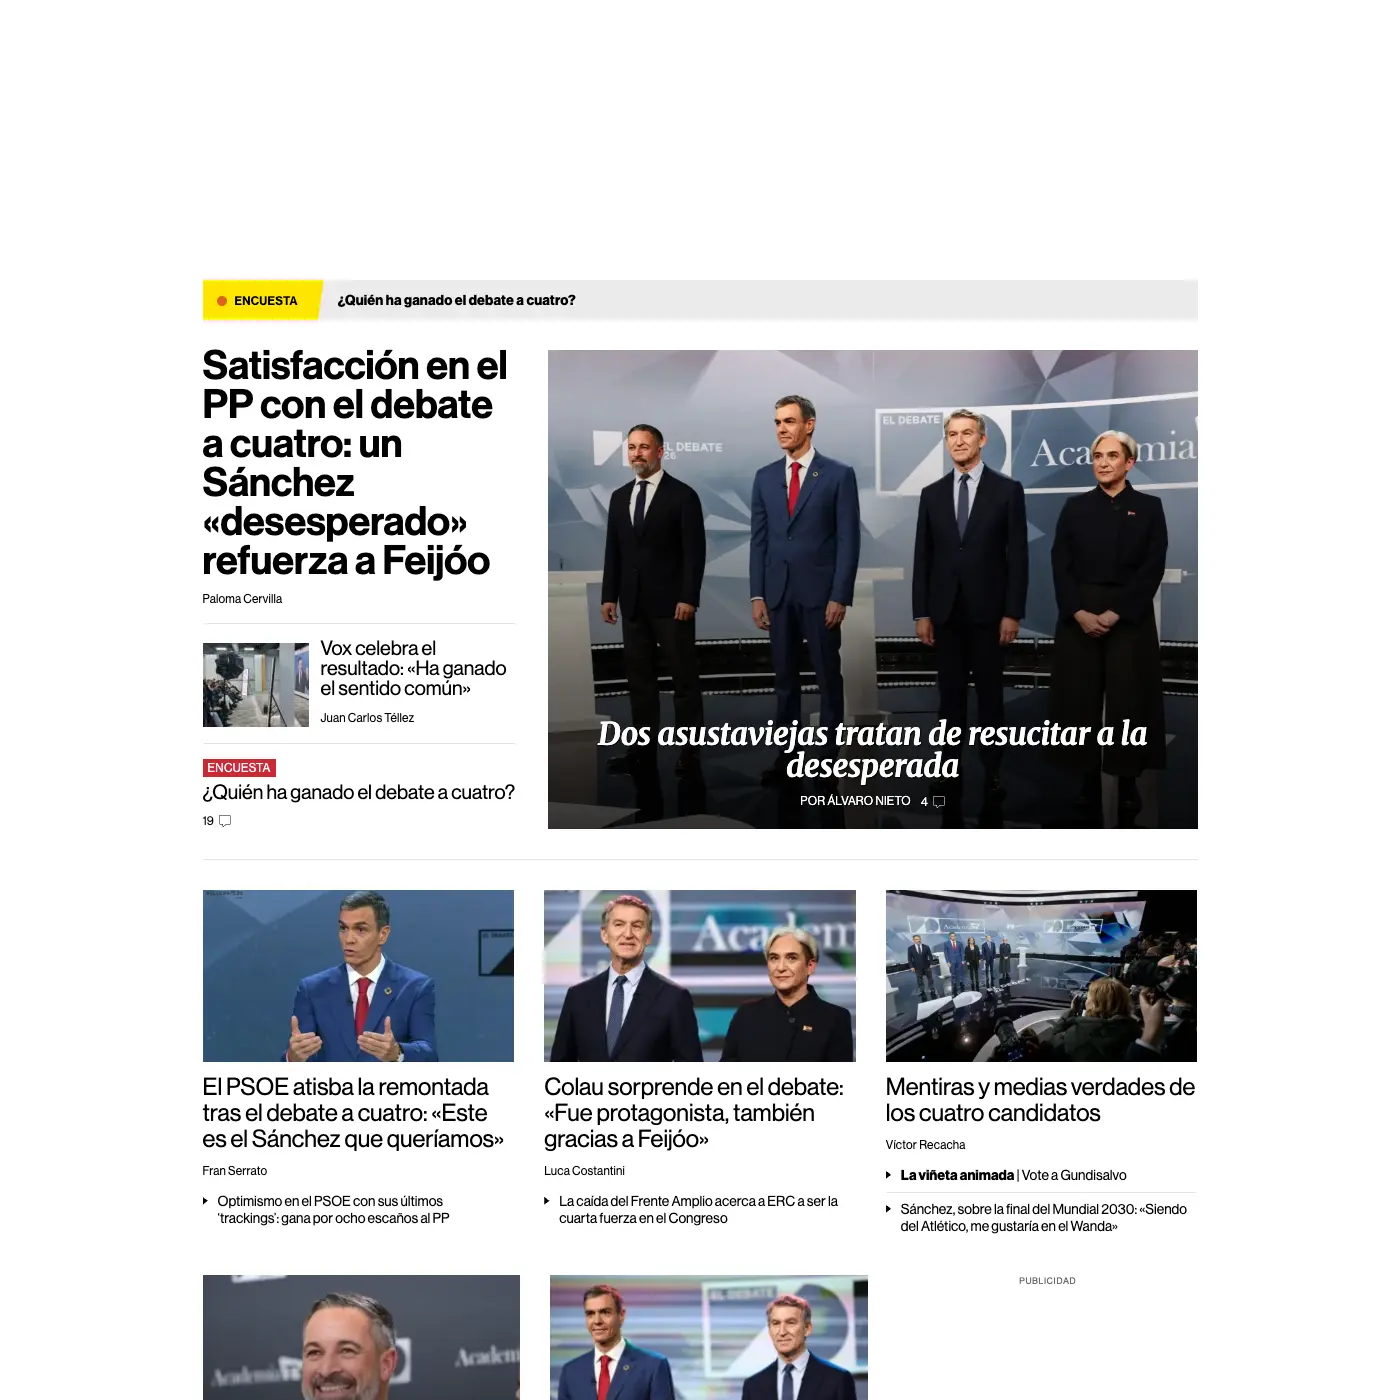 ENCUESTA
¿Quién ha ganado el debate a cuatro?
Satisfacción en el
PP con el debate
a cuatro: un
Sánchez
«desesperado»
refuerza a Feijóo
Paloma Cervilla
Vox celebra el
resultado: «Ha ganado
el sentido común»
Juan Carlos Téllez
ENCUESTA
¿Quién ha ganado el debate a cuatro?
19
EL DEBATE
26
EL DEBATE
Academia
Dos asustaviejas tratan de resucitar a la
desesperada
POR ÁLVARO NIETO 4
El PSOE atisba la remontada
tras el debate a cuatro: «Este
es el Sánchez que queríamos»
Fran Serrato
Optimismo en el PSOE con sus últimos
'trackings': gana por ocho escaños al PP
Academ
Colau sorprende en el debate:
«Fue protagonista, también
gracias a Feijóo»
Luca Costantini
La caída del Frente Amplio acerca a ERC a ser la
cuarta fuerza en el Congreso
Academia
Mentiras y medias verdades de
los cuatro candidatos
Víctor Recacha
La viñeta animada | Vote a Gundisalvo
Sánchez, sobre la final del Mundial 2030: «Siendo
del Atlético, me gustaría en el Wanda»
Academia
Academ
EL DEBATE
PUBLICIDAD